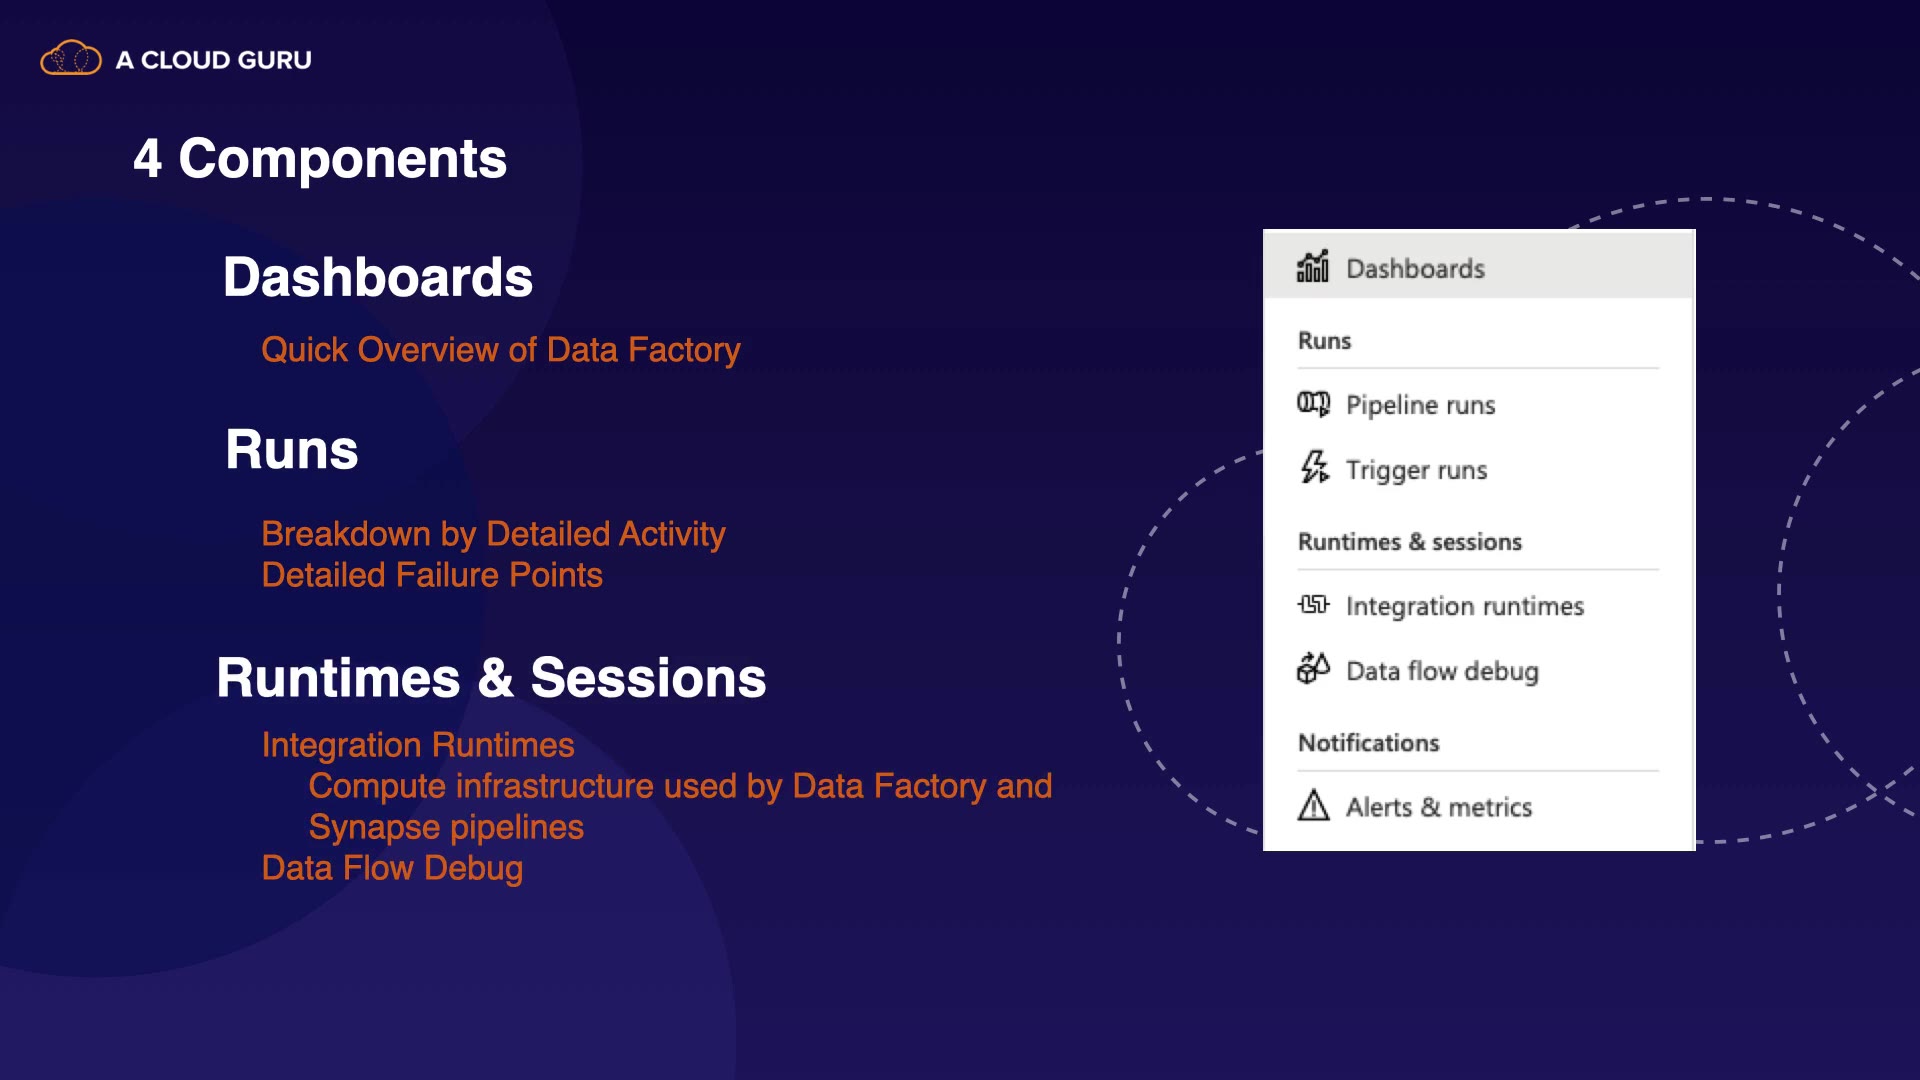 A CLOUD GURU
4 Components
Dashboards
Quick Overview of Data Factory
Runs
Breakdown by Detailed Activity
Detailed Failure Points
Runtimes & Sessions
Integration Runtimes
Compute infrastructure used by Data Factory and
Synapse pipelines
Data Flow Debug
Dashboards
Runs
Pipeline runs
Trigger runs
Runtimes & sessions
Integration runtimes
Data flow debug
Notifications
Alerts & metrics